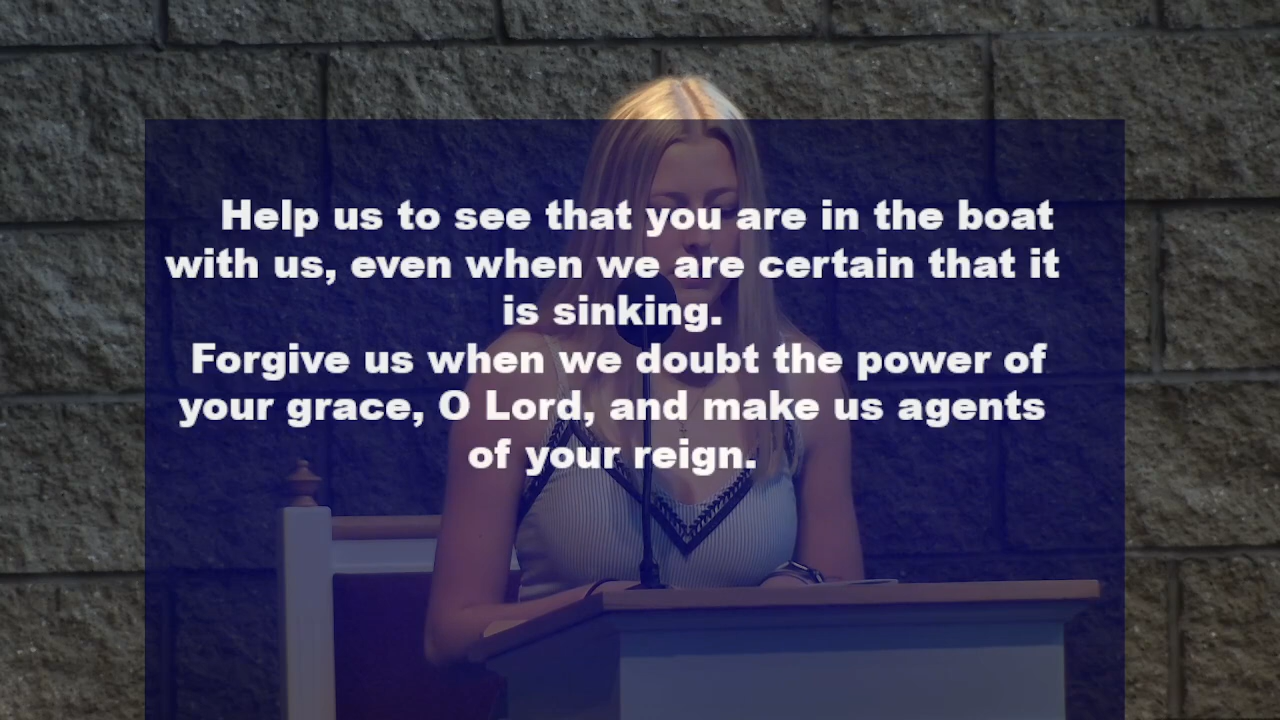 Help us to see that you are in the boat
with us, even when we are certain that it
is sinking.
Forgive us when we doubt the power of
your grace, O Lord, and make us agents
of your reign.